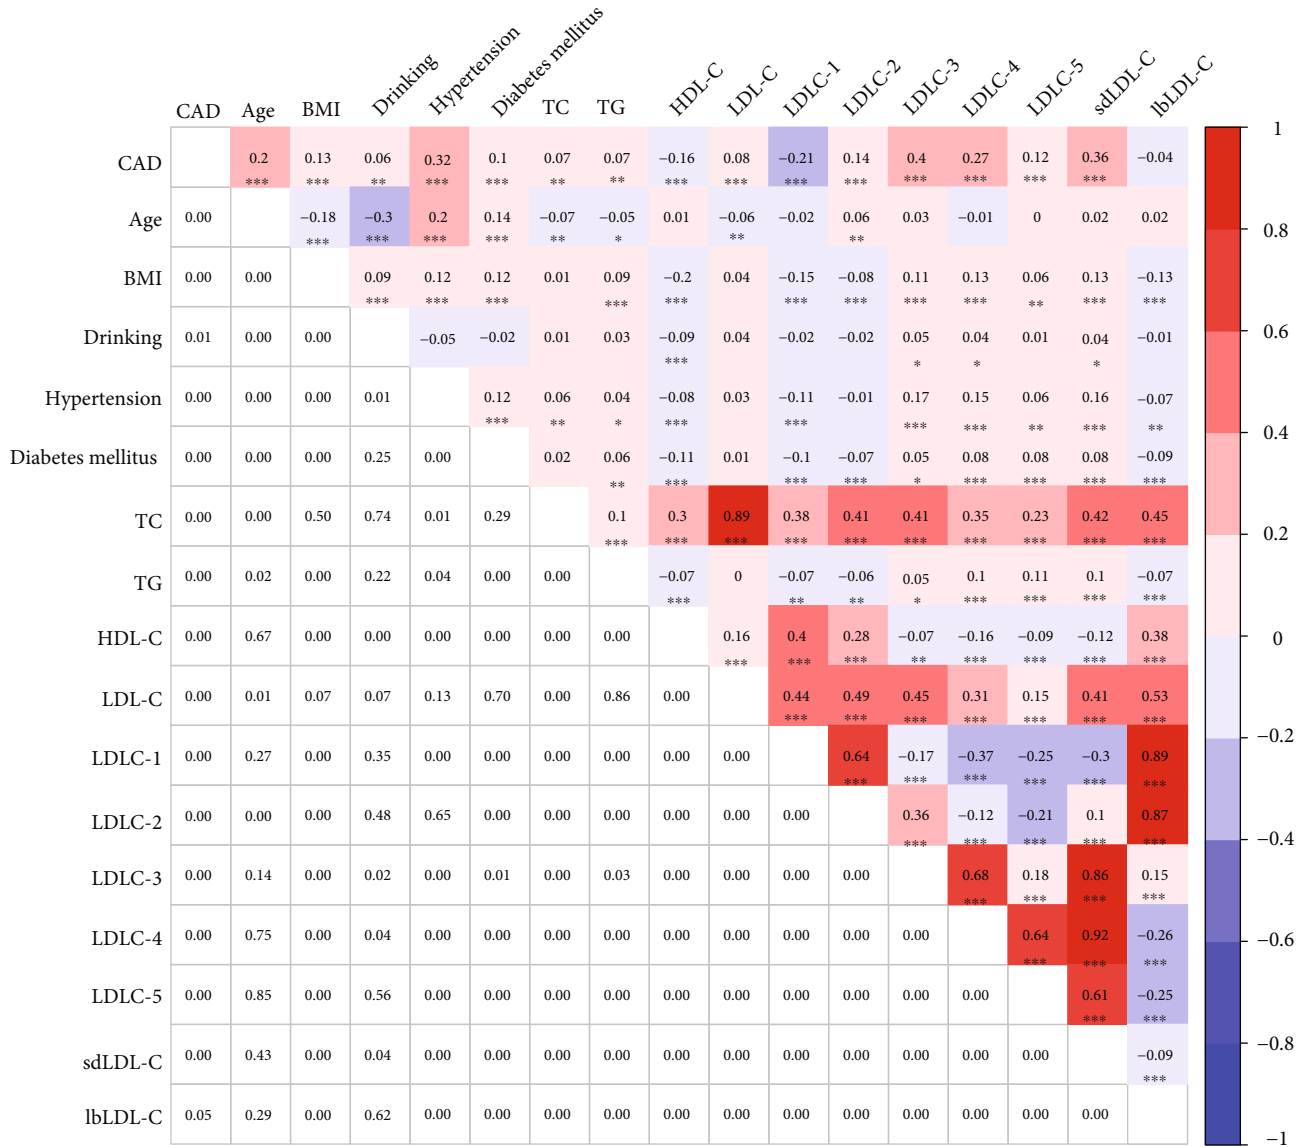 CAD Age BMI Drinking Hypertension Diabetes mellitus TC TG HDL-C LDL-C LDLC-1 LDLC-2 LDLC-3 LDLC-4 LDLC-5 sdLDL-C lbLDL-C
CAD 0.2 0.13 0.06 0.32 0.1 0.07 0.07 −0.16 0.08 −0.21 0.14 0.4 0.27 0.12 0.36 −0.04
*** *** ** *** *** ** ** *** *** *** *** *** *** *** ***
Age 0.00 −0.18 −0.3 0.2 0.14 −0.07 −0.05 0.01 −0.06 −0.02 0.06 0.03 −0.01 0 0.02 0.02
*** *** *** *** ** * ** **
BMI 0.00 0.00 0.09 0.12 0.12 0.01 0.09 −0.2 0.04 −0.15 −0.08 0.11 0.13 0.06 0.13 −0.13
*** *** *** *** *** *** *** *** *** ** *** ***
Drinking 0.01 0.00 0.00 −0.05 −0.02 0.01 0.03 −0.09 0.04 −0.02 −0.02 0.05 0.04 0.01 0.04 −0.01
*** * * *
Hypertension 0.00 0.00 0.00 0.01 0.12 0.06 0.04 −0.08 0.03 −0.11 −0.01 0.17 0.15 0.06 0.16 −0.07
*** ** * *** *** *** *** ** *** **
Diabetes mellitus 0.00 0.00 0.00 0.25 0.00 0.02 0.06 −0.11 0.01 −0.1 −0.07 0.05 0.08 0.08 0.08 −0.09
** *** *** *** * *** *** *** ***
TC 0.00 0.00 0.50 0.74 0.01 0.29 0.1 0.3 0.89 0.38 0.41 0.41 0.35 0.23 0.42 0.45
*** *** *** *** *** *** *** *** *** ***
TG 0.00 0.02 0.00 0.22 0.04 0.00 0.00 −0.07 0 −0.07 −0.06 0.05 0.1 0.11 0.1 −0.07
*** ** ** * *** *** *** ***
HDL-C 0.00 0.67 0.00 0.00 0.00 0.00 0.00 0.00 0.16 0.4 0.28 −0.07 −0.16 −0.09 −0.12 0.38
*** *** *** ** *** *** *** ***
LDL-C 0.00 0.01 0.07 0.07 0.13 0.70 0.00 0.86 0.00 0.44 0.49 0.45 0.31 0.15 0.41 0.53
*** *** *** *** *** *** ***
LDLC-1 0.00 0.27 0.00 0.35 0.00 0.00 0.00 0.00 0.00 0.00 0.64 −0.17 −0.37 −0.25 −0.3 0.89
*** *** *** *** *** ***
LDLC-2 0.00 0.00 0.00 0.48 0.65 0.00 0.00 0.00 0.00 0.00 0.00 0.36 −0.12 −0.21 0.1 0.87
*** *** *** *** ***
LDLC-3 0.00 0.14 0.00 0.02 0.00 0.01 0.00 0.03 0.00 0.00 0.00 0.00 0.68 0.18 0.86 0.15
*** *** *** ***
LDLC-4 0.00 0.75 0.00 0.04 0.00 0.00 0.00 0.00 0.00 0.00 0.00 0.00 0.00 0.64 0.92 −0.26
*** *** ***
LDLC-5 0.00 0.85 0.00 0.56 0.00 0.00 0.00 0.00 0.00 0.00 0.00 0.00 0.00 0.00 0.61 −0.25
*** ***
sdLDL-C 0.00 0.43 0.00 0.04 0.00 0.00 0.00 0.00 0.00 0.00 0.00 0.00 0.00 0.00 0.00 −0.09
***
lbLDL-C 0.05 0.29 0.00 0.62 0.00 0.00 0.00 0.00 0.00 0.00 0.00 0.00 0.00 0.00 0.00 0.00
1
0.8
0.6
0.4
0.2
0
−0.2
−0.4
−0.6
−0.8
−1